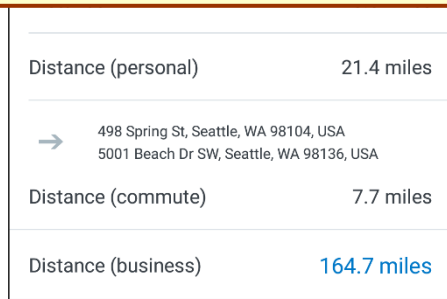 Distance (personal) 21.4 miles
498 Spring St, Seattle, WA 98104, USA
5001 Beach Dr SW, Seattle, WA 98136, USA
Distance (commute) 7.7 miles
Distance (business) 164.7 miles